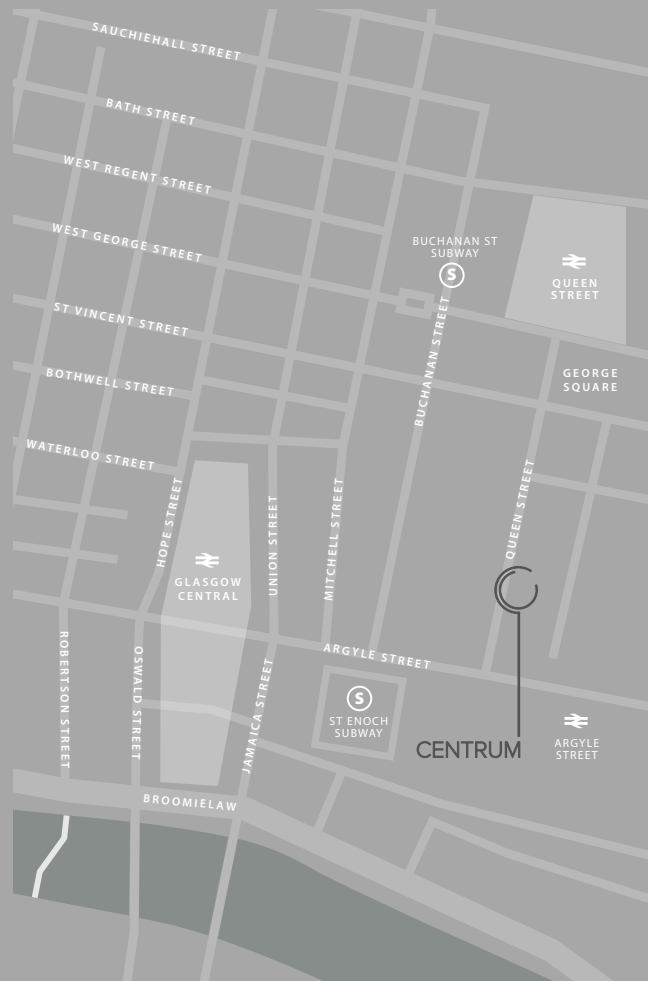 SAUCHIEHALL STREET
BATH STREET
WEST REGENT STREET
WEST GEORGE STREET
BUCHANAN ST
SUBWAY
S
QUEEN
STREET
ST VINCENT STREET
BUCHANAN STREET
GEORGE
SQUARE
BOTHWELL STREET
WATERLOO STREET
HOPE STREET
UNION STREET
MITCHELL STREET
QUEEN STREET
GLASGOW
CENTRAL
ROBERTSON STREET
OSWALD STREET
JAMAICA STREET
ARGYLE STREET
S
ST ENOCH
SUBWAY
CENTRUM
ARGYLE
STREET
BROOMIELAW